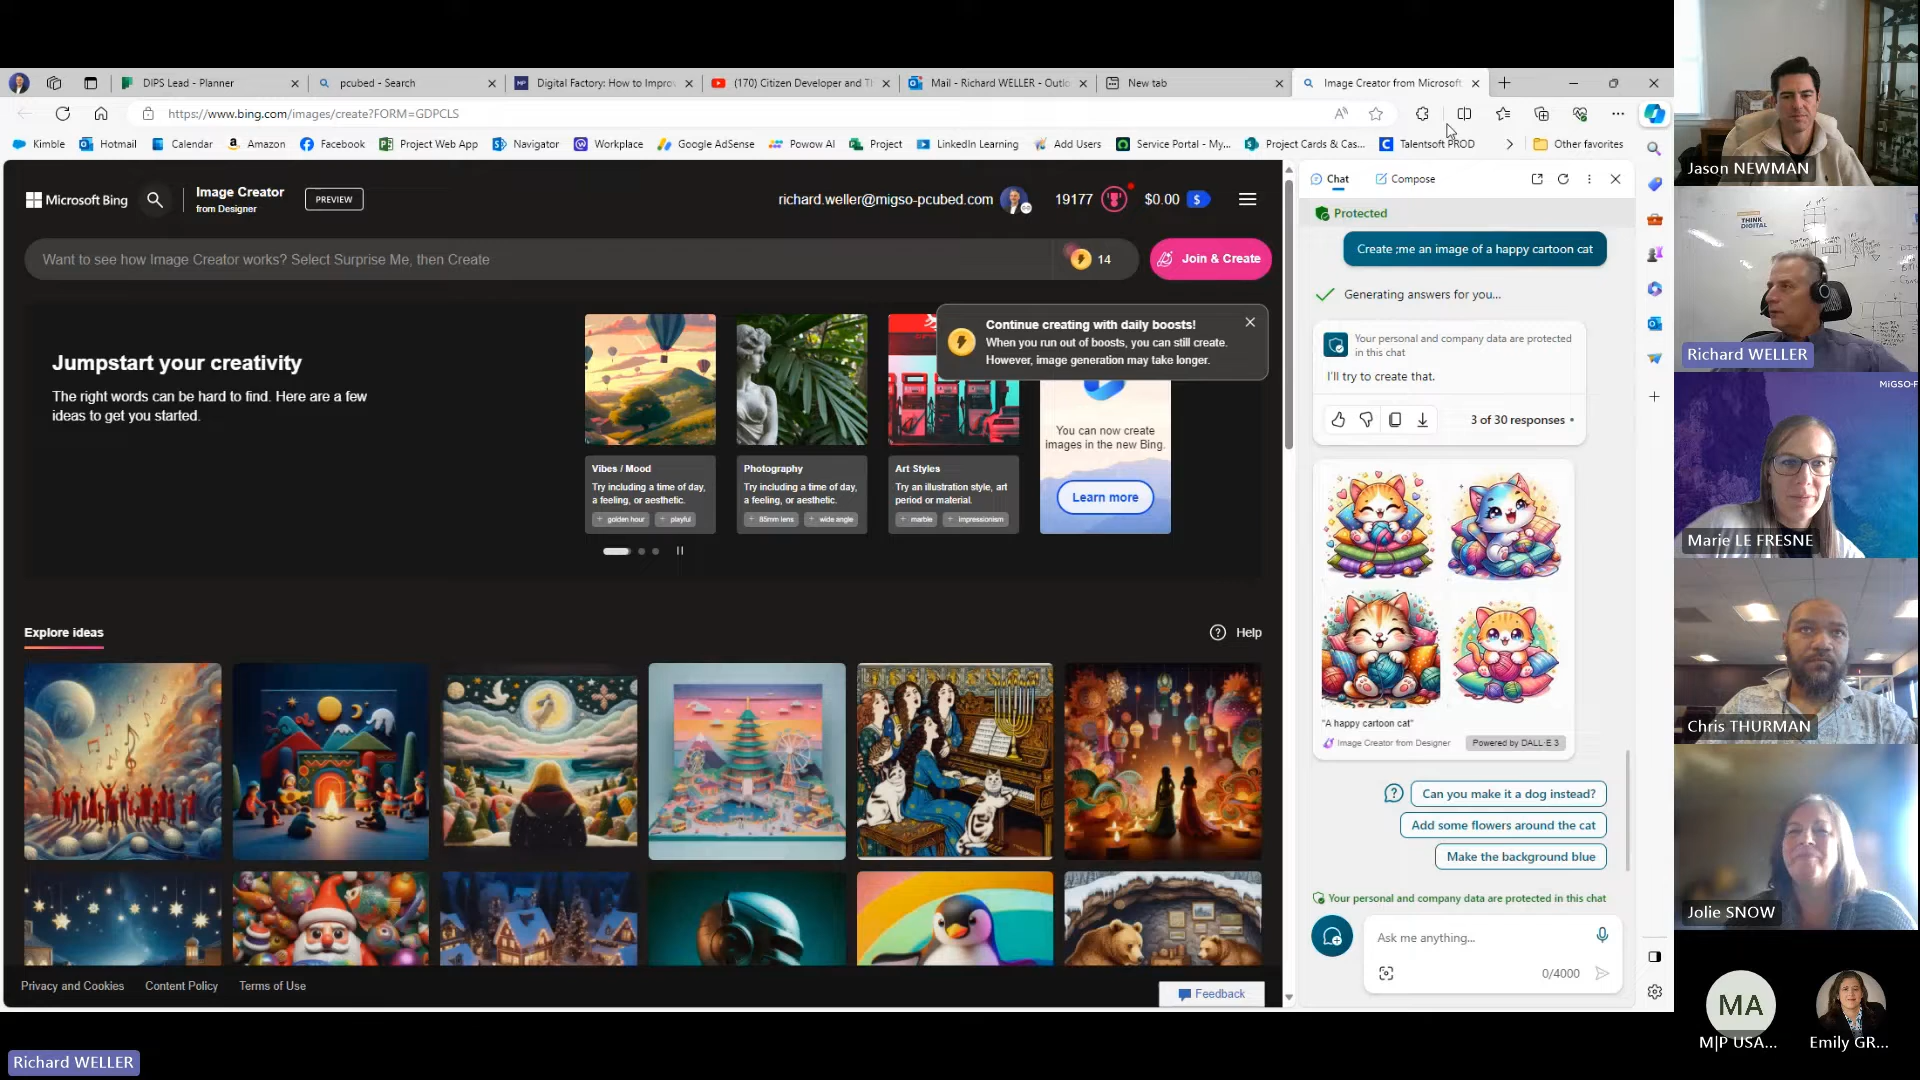 DIPS Lead - Planner
pcubed - Search
Digital Factory: How to Improv
(170) Citizen Developer and Th
Mail - Richard WELLER - Outlo
New tab
Image Creator from Microsoft
https://www.bing.com/images/create?FORM=GDPCLS
Kimble
Hotmail
Calendar
Amazon
Facebook
Project Web App
Navigator
Workplace
Google AdSense
Powow AI
Project
LinkedIn Learning
Add Users
Service Portal - My...
Project Cards & Cas...
Talentsoft PROD
Other favorites
Microsoft Bing
Image Creator
from Designer
PREVIEW
richard.weller@migso-pcubed.com
19177
$0.00
Want to see how Image Creator works? Select Surprise Me, then Create
14
Join & Create
Jumpstart your creativity
The right words can be hard to find. Here are a few
ideas to get you started.
Continue creating with daily boosts!
When you run out of boosts, you can still create.
However, image generation may take longer.
Vibes / Mood
Try including a time of day,
a feeling, or aesthetic.
+ golden hour
+ playful
Photography
Try including a time of day,
a feeling, or aesthetic.
+ 85mm lens
+ wide angle
Art Styles
Try an illustration style, art
period or material.
+ marble
+ impressionism
You can now create
images in the new Bing.
Learn more
Explore ideas
Help
Privacy and Cookies
Content Policy
Terms of Use
Feedback
Chat
Compose
Protected
Create ;me an image of a happy cartoon cat
Generating answers for you...
Your personal and company data are protected
in this chat
I'll try to create that.
3 of 30 responses
"A happy cartoon cat"
Image Creator from Designer
Powered by DALL·E 3
Can you make it a dog instead?
Add some flowers around the cat
Make the background blue
Your personal and company data are protected in this chat
Ask me anything...
0/4000
Jason NEWMAN
THINK
DIGITAL
Richard WELLER
MIGSO-P
Marie LE FRESNE
Chris THURMAN
Jolie SNOW
MA
M|P USA...
Emily GR...
Richard WELLER